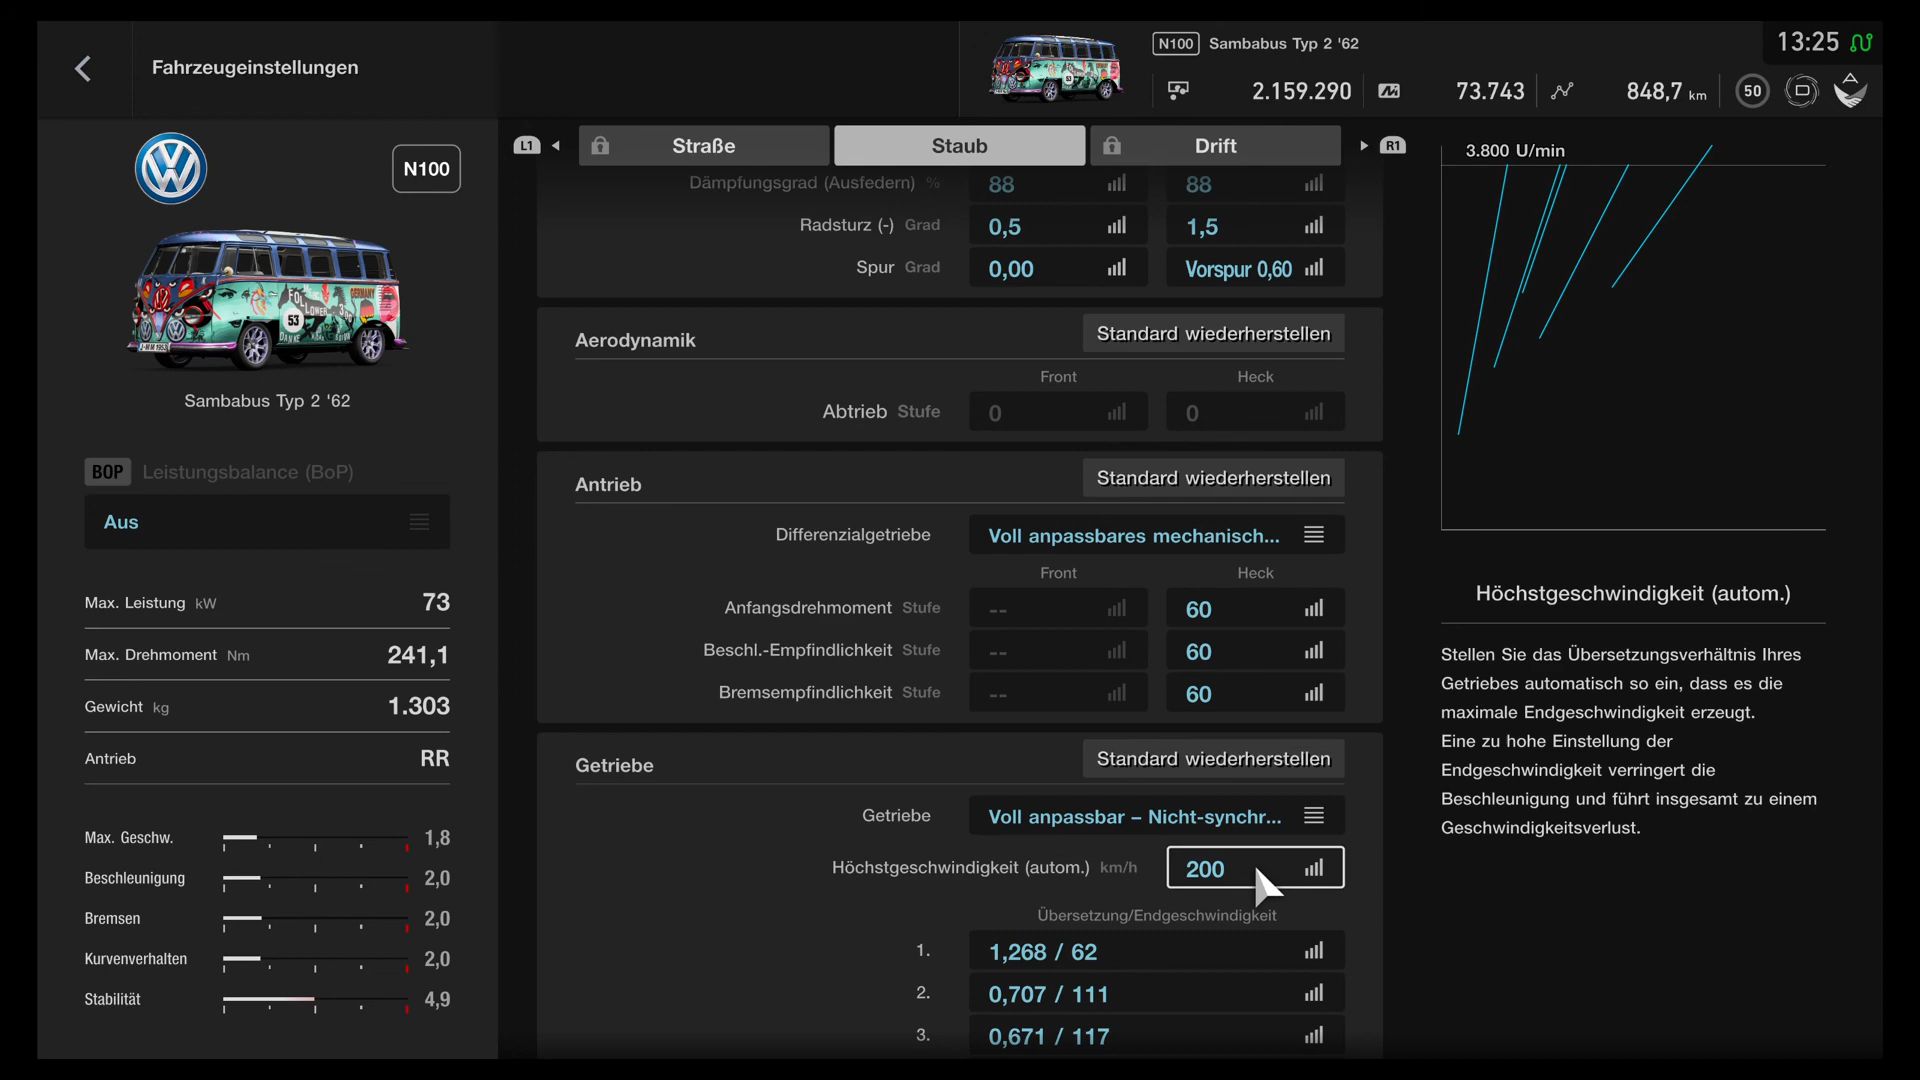 Fahrzeugeinstellungen
N100 Sambabus Typ 2 '62
13:25
2.159.290
73.743
848,7 km
50
N100
Sambabus Typ 2 '62
BOP Leistungsbalance (BoP)
Aus
Max. Leistung kW 73
Max. Drehmoment Nm 241,1
Gewicht kg 1.303
Antrieb RR
Max. Geschw. 1,8
Beschleunigung 2,0
Bremsen 2,0
Kurvenverhalten 2,0
Stabilität 4,9
L1 Straße Staub Drift R1
Dämpfungsgrad (Ausfedern) % 88 88
Radsturz (-) Grad 0,5 1,5
Spur Grad 0,00 Vorspur 0,60
Aerodynamik Standard wiederherstellen
Front Heck
Abtrieb Stufe 0 0
Antrieb Standard wiederherstellen
Differenzialgetriebe Voll anpassbares mechanisch...
Front Heck
Anfangsdrehmoment Stufe -- 60
Beschl.-Empfindlichkeit Stufe -- 60
Bremsempfindlichkeit Stufe -- 60
Getriebe Standard wiederherstellen
Getriebe Voll anpassbar – Nicht-synchr...
Höchstgeschwindigkeit (autom.) km/h 200
Übersetzung/Endgeschwindigkeit
1. 1,268 / 62
2. 0,707 / 111
3. 0,671 / 117
3.800 U/min
Höchstgeschwindigkeit (autom.)
Stellen Sie das Übersetzungsverhältnis Ihres
Getriebes automatisch so ein, dass es die
maximale Endgeschwindigkeit erzeugt.
Eine zu hohe Einstellung der
Endgeschwindigkeit verringert die
Beschleunigung und führt insgesamt zu einem
Geschwindigkeitsverlust.
FOLLOWER
GERMANY
53
DANKE